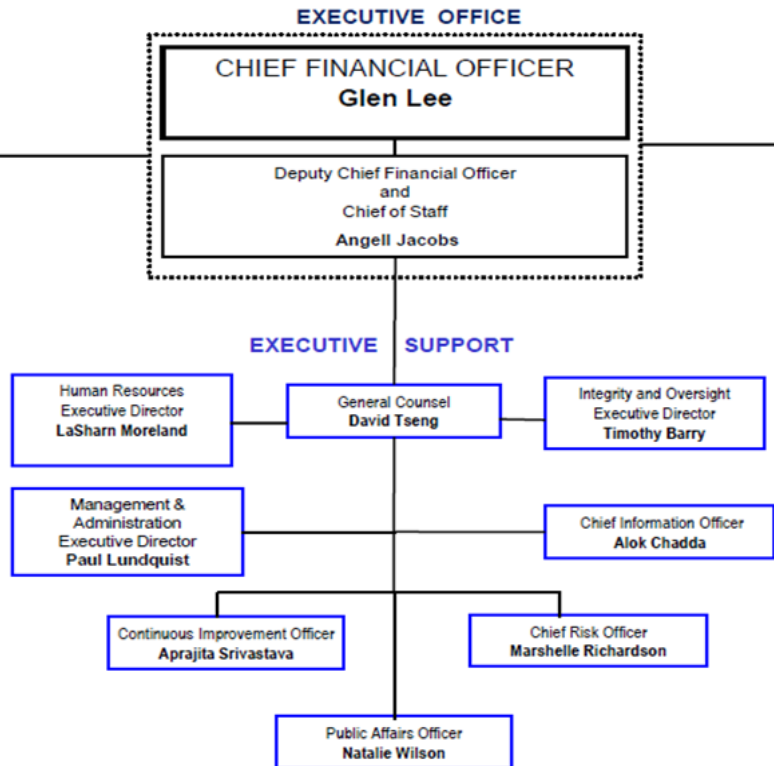 EXECUTIVE OFFICE
CHIEF FINANCIAL OFFICER
Glen Lee
Deputy Chief Financial Officer
and
Chief of Staff
Angell Jacobs
EXECUTIVE SUPPORT
Human Resources
Executive Director
LaSharn Moreland
General Counsel
David Tseng
Integrity and Oversight
Executive Director
Timothy Barry
Management &
Administration
Executive Director
Paul Lundquist
Chief Information Officer
Alok Chadda
Continuous Improvement Officer
Aprajita Srivastava
Chief Risk Officer
Marshelle Richardson
Public Affairs Officer
Natalie Wilson